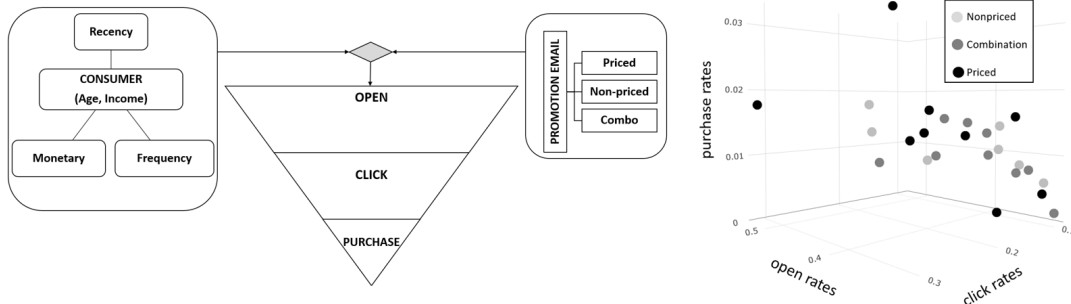 Recency
CONSUMER
(Age, Income)
Monetary
Frequency
OPEN
CLICK
PURCHASE
PROMOTION EMAIL
Priced
Non-priced
Combo
Nonpriced
Combination
Priced
purchase rates
0.03
0.02
0.01
0
0.5
0.4
0.3
0.2
open rates
click rates